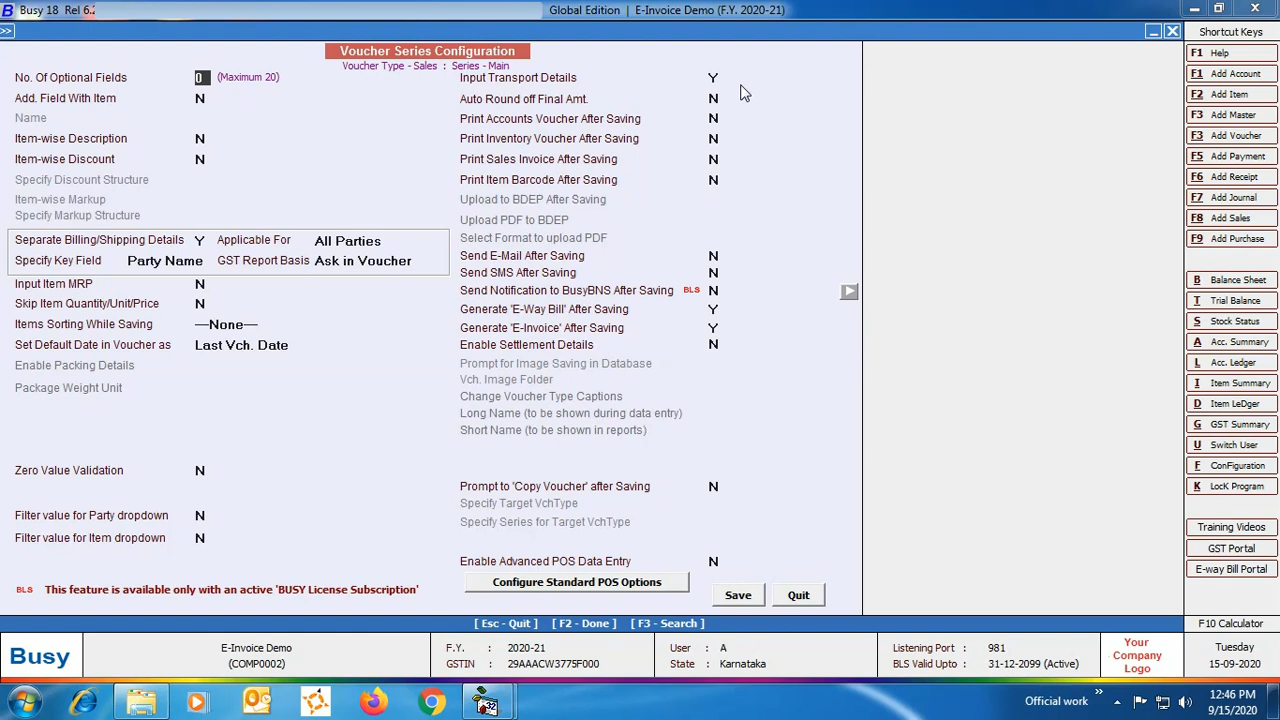 Busy 18 Rel 6.2
Global Edition | E-Invoice Demo (F.Y. 2020-21)
>>
Voucher Series Configuration
Voucher Type - Sales : Series - Main
No. Of Optional Fields 0 (Maximum 20)
Add. Field With Item N
Name
Item-wise Description N
Item-wise Discount N
Specify Discount Structure
Item-wise Markup
Specify Markup Structure
Separate Billing/Shipping Details Y Applicable For All Parties
Specify Key Field Party Name GST Report Basis Ask in Voucher
Input Item MRP N
Skip Item Quantity/Unit/Price N
Items Sorting While Saving ---None---
Set Default Date in Voucher as Last Vch. Date
Enable Packing Details
Package Weight Unit
Zero Value Validation N
Filter value for Party dropdown N
Filter value for Item dropdown N
BLS This feature is available only with an active 'BUSY License Subscription'
Input Transport Details Y
Auto Round off Final Amt. N
Print Accounts Voucher After Saving N
Print Inventory Voucher After Saving N
Print Sales Invoice After Saving N
Print Item Barcode After Saving N
Upload to BDEP After Saving
Upload PDF to BDEP
Select Format to upload PDF
Send E-Mail After Saving N
Send SMS After Saving N
Send Notification to BusyBNS After Saving BLS N
Generate 'E-Way Bill' After Saving Y
Generate 'E-Invoice' After Saving Y
Enable Settlement Details N
Prompt for Image Saving in Database
Vch. Image Folder
Change Voucher Type Captions
Long Name (to be shown during data entry)
Short Name (to be shown in reports)
Prompt to 'Copy Voucher' after Saving N
Specify Target VchType
Specify Series for Target VchType
Enable Advanced POS Data Entry N
Configure Standard POS Options
Save Quit
[ Esc - Quit ] [ F2 - Done ] [ F3 - Search ]
Shortcut Keys
F1 Help
F1 Add Account
F2 Add Item
F3 Add Master
F3 Add Voucher
F5 Add Payment
F6 Add Receipt
F7 Add Journal
F8 Add Sales
F9 Add Purchase
B Balance Sheet
T Trial Balance
S Stock Status
A Acc. Summary
L Acc. Ledger
I Item Summary
D Item LeDger
G GST Summary
U Switch User
F ConFiguration
K LocK Program
Training Videos
GST Portal
E-way Bill Portal
F10 Calculator
Busy
E-Invoice Demo
(COMP0002)
F.Y. : 2020-21
GSTIN : 29AAACW3775F000
User : A
State : Karnataka
Listening Port : 981
BLS Valid Upto : 31-12-2099 (Active)
Your
Company
Logo
Tuesday
15-09-2020
32
Official work
12:46 PM
9/15/2020